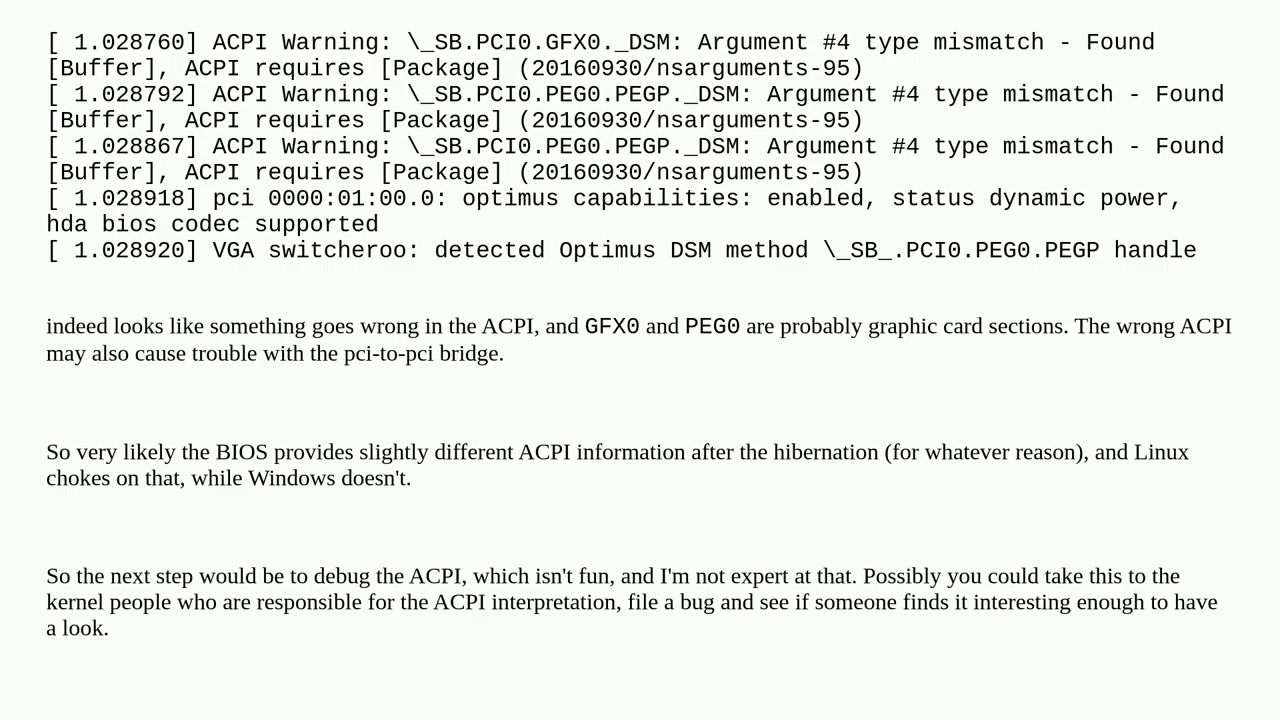 [ 1.028760] ACPI Warning: \_SB.PCI0.GFX0._DSM: Argument #4 type mismatch - Found
[Buffer], ACPI requires [Package] (20160930/nsarguments-95)
[ 1.028792] ACPI Warning: \_SB.PCI0.PEG0.PEGP._DSM: Argument #4 type mismatch - Found
[Buffer], ACPI requires [Package] (20160930/nsarguments-95)
[ 1.028867] ACPI Warning: \_SB.PCI0.PEG0.PEGP._DSM: Argument #4 type mismatch - Found
[Buffer], ACPI requires [Package] (20160930/nsarguments-95)
[ 1.028918] pci 0000:01:00.0: optimus capabilities: enabled, status dynamic power,
hda bios codec supported
[ 1.028920] VGA switcheroo: detected Optimus DSM method \_SB_.PCI0.PEG0.PEGP handle
indeed looks like something goes wrong in the ACPI, and GFX0 and PEG0 are probably graphic card sections. The wrong ACPI
may also cause trouble with the pci-to-pci bridge.
So very likely the BIOS provides slightly different ACPI information after the hibernation (for whatever reason), and Linux
chokes on that, while Windows doesn't.
So the next step would be to debug the ACPI, which isn't fun, and I'm not expert at that. Possibly you could take this to the
kernel people who are responsible for the ACPI interpretation, file a bug and see if someone finds it interesting enough to have
a look.